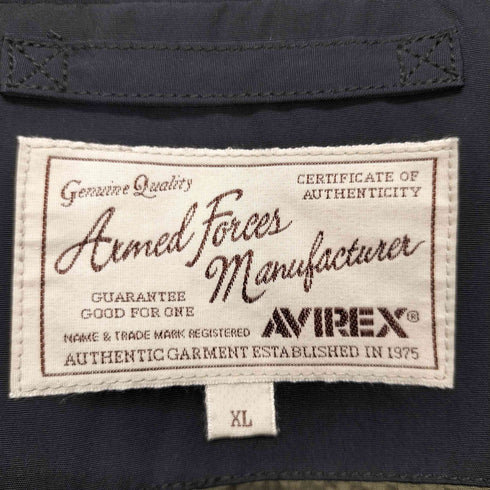 Genuine Quality
CERTIFICATE OF
AUTHENTICITY
Armed Forces
Manufacturer
GUARANTEE
GOOD FOR ONE
NAME & TRADE MARK REGISTERED
AVIREX®
AUTHENTIC GARMENT ESTABLISHED IN 1975
XL